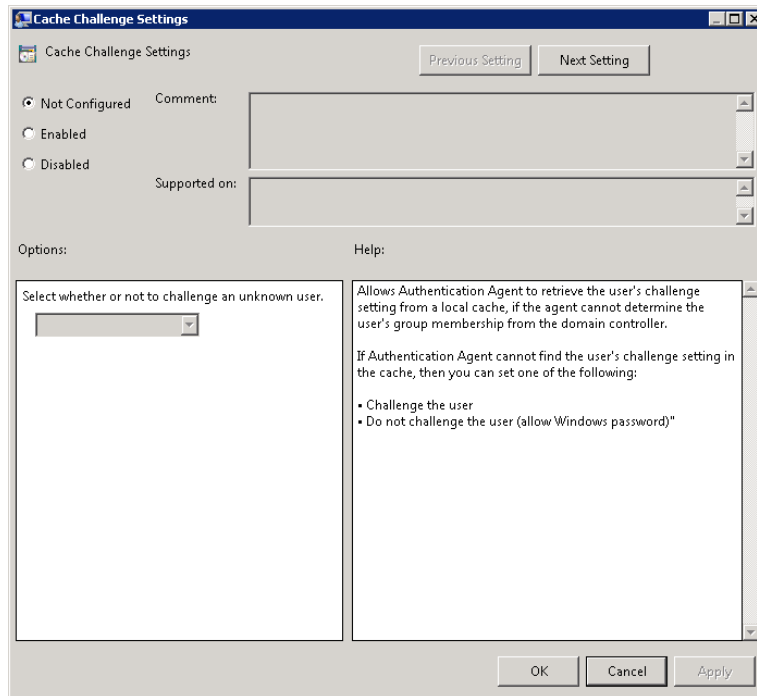 Cache Challenge Settings
Cache Challenge Settings
Previous Setting
Next Setting
Not Configured
Comment:
Enabled
Disabled
Supported on:
Options:
Help:
Select whether or not to challenge an unknown user.
Allows Authentication Agent to retrieve the user's challenge
setting from a local cache, if the agent cannot determine the
user's group membership from the domain controller.
If Authentication Agent cannot find the user's challenge setting in
the cache, then you can set one of the following:
▪ Challenge the user
▪ Do not challenge the user (allow Windows password)"
OK
Cancel
Apply